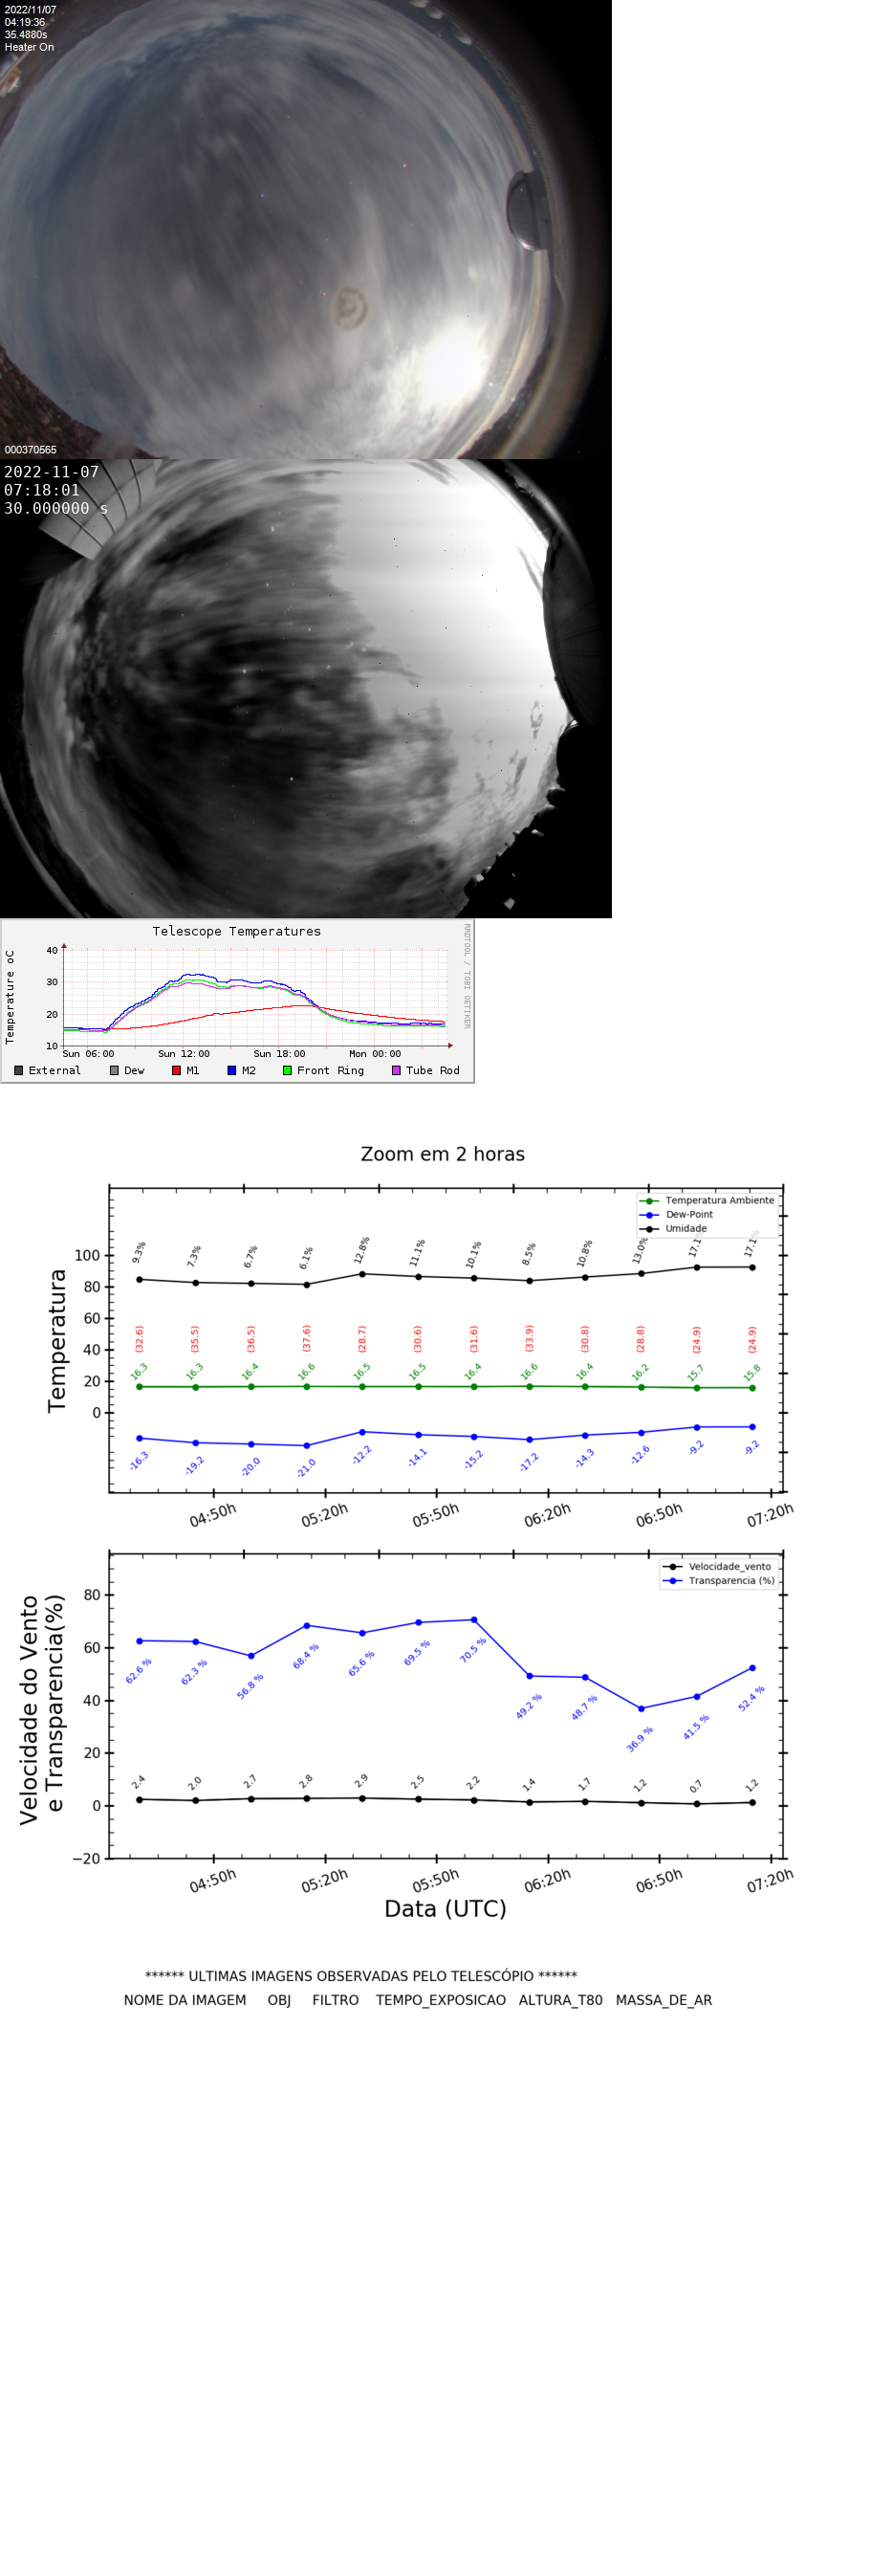 2022/11/07
04:19:36
35.4880s
Heater On
000370565
2022-11-07
07:18:01
30.000000 s
Telescope Temperatures
RRDTOOL / TOBI OETIKER
Temperature oC
40
30
20
10
Sun 06:00 Sun 12:00 Sun 18:00 Mon 00:00
External Dew M1 M2 Front Ring Tube Rod
Zoom em 2 horas
Temperatura Ambiente
Dew-Point
Umidade
Temperatura
100
80
60
40
20
0
9.3% 7.3% 6.7% 6.1% 12.8% 11.1% 10.1% 8.5% 10.8% 13.0% 17.1% 17.1%
(32.6) (35.5) (36.5) (37.6) (28.7) (30.6) (31.6) (33.9) (30.8) (28.8) (24.9) (24.9)
16.3 16.3 16.4 16.6 16.5 16.5 16.4 16.6 16.4 16.2 15.7 15.8
-16.3 -19.2 -20.0 -21.0 -12.2 -14.1 -15.2 -17.2 -14.3 -12.6 -9.2 -9.2
04:50h 05:20h 05:50h 06:20h 06:50h 07:20h
Velocidade_vento
Transparencia (%)
Velocidade do Vento
e Transparencia(%)
80
60
40
20
0
−20
62.6 % 62.3 % 56.8 % 68.4 % 65.6 % 69.5 % 70.5 % 49.2 % 48.7 % 36.9 % 41.5 % 52.4 %
2.4 2.0 2.7 2.8 2.9 2.5 2.2 1.4 1.7 1.2 0.7 1.2
04:50h 05:20h 05:50h 06:20h 06:50h 07:20h
Data (UTC)
****** ULTIMAS IMAGENS OBSERVADAS PELO TELESCÓPIO ******
NOME DA IMAGEM OBJ FILTRO TEMPO_EXPOSICAO ALTURA_T80 MASSA_DE_AR